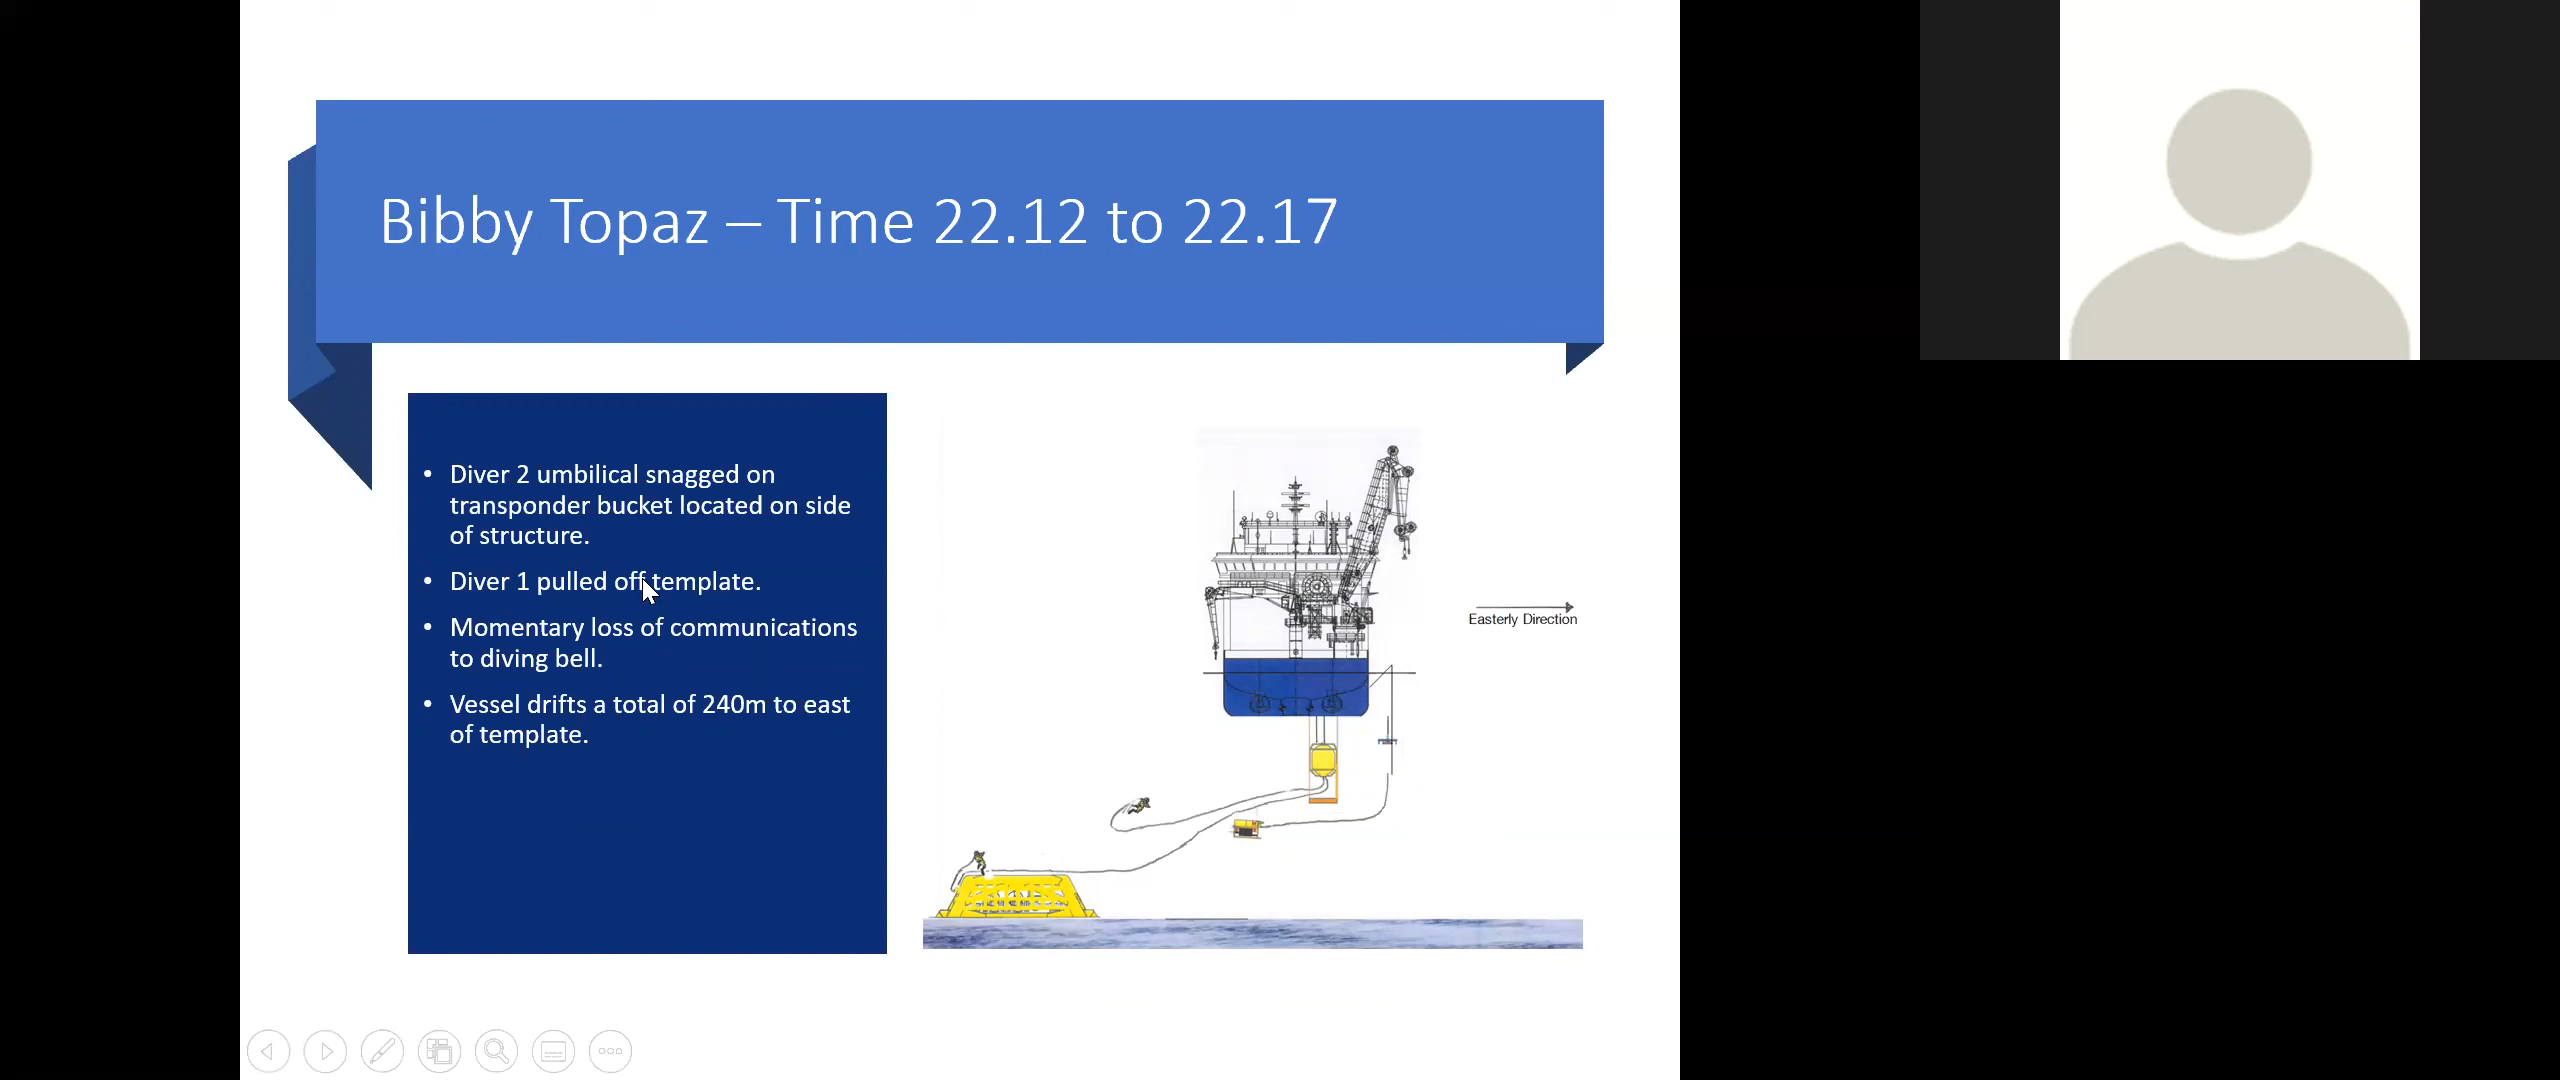 Bibby Topaz – Time 22.12 to 22.17
• Diver 2 umbilical snagged on
transponder bucket located on side
of structure.
• Diver 1 pulled off template.
• Momentary loss of communications
to diving bell.
• Vessel drifts a total of 240m to east
of template.
Easterly Direction